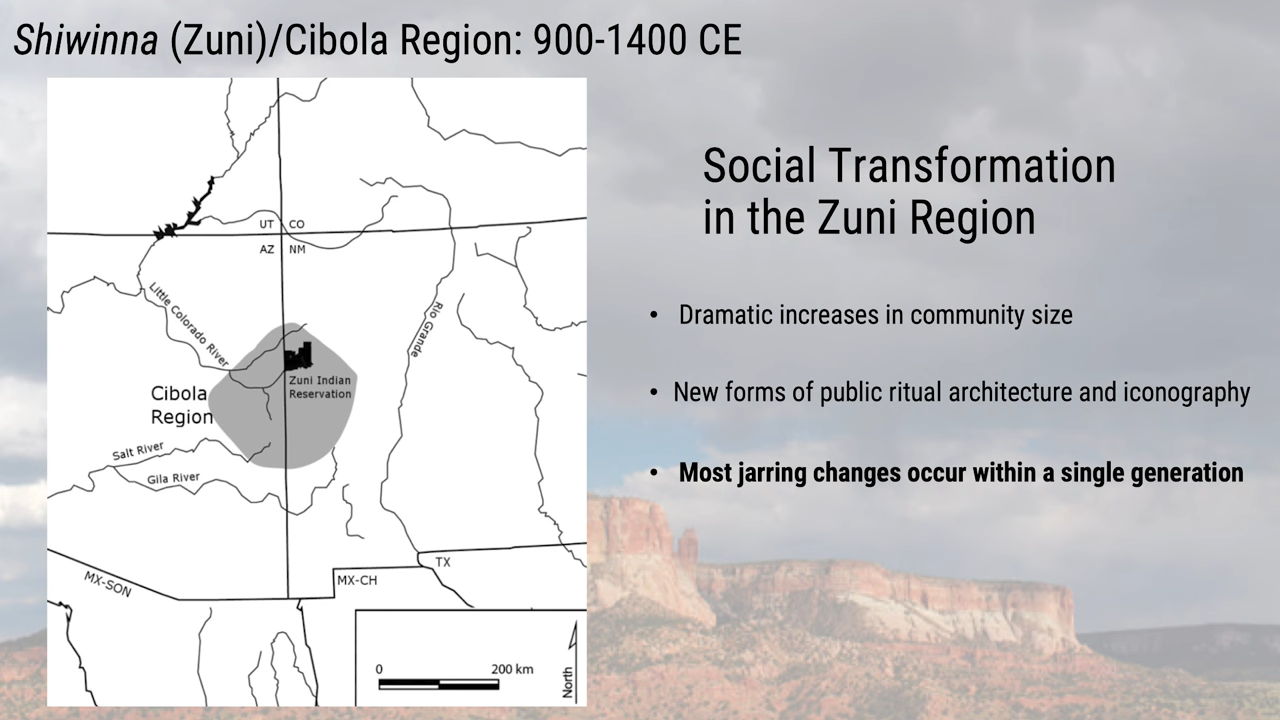 Shiwinna (Zuni)/Cibola Region: 900-1400 CE
UT CO
AZ NM
Little Colorado River
Rio Grande
Zuni Indian
Reservation
Cibola
Region
Salt River
Gila River
MX-SON
MX-CH
TX
0 200 km
North
Social Transformation
in the Zuni Region
• Dramatic increases in community size
• New forms of public ritual architecture and iconography
• Most jarring changes occur within a single generation